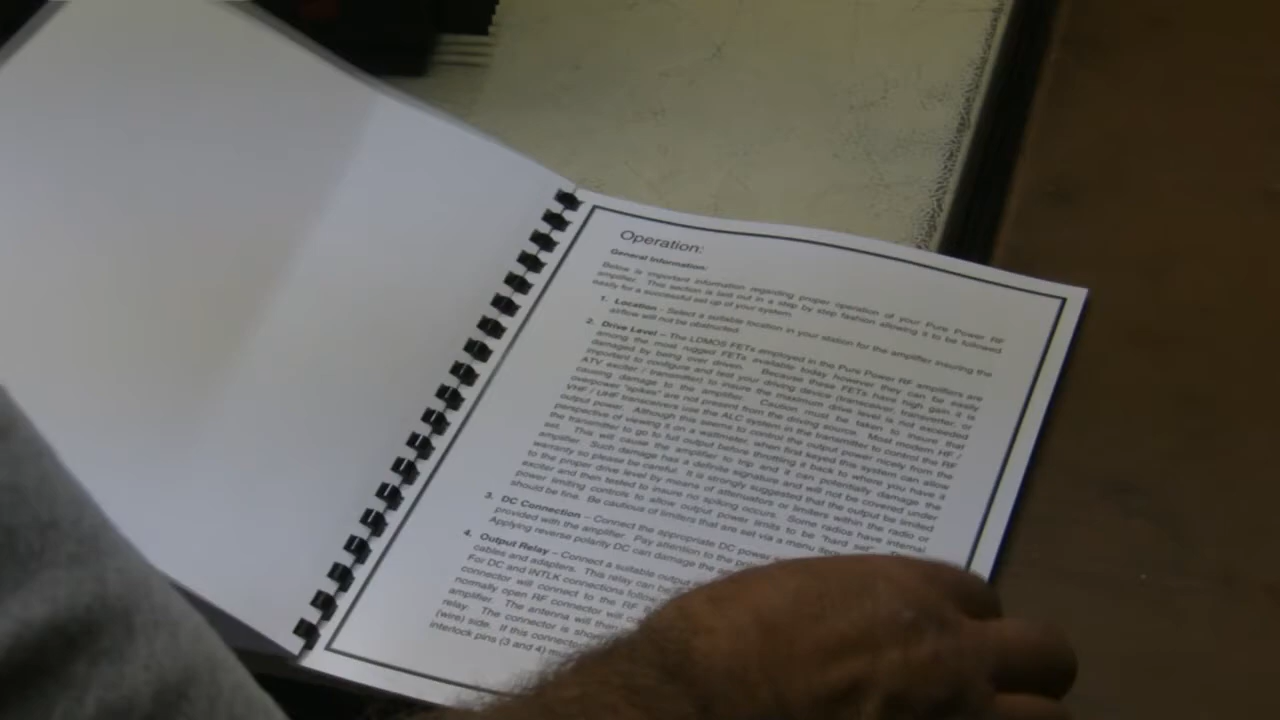 Operation:
General Information:
Below is important information regarding proper operation of your Pure Power RF
amplifier. This section is laid out in a step by step fashion allowing it to be followed
easily for a successful set up of your system.
1. Location - Select a suitable location in your station for the amplifier insuring the
airflow will not be obstructed.
2. Drive Level – The LDMOS FETs employed in the Pure Power RF amplifiers are
among the most rugged FETs available today however they can be easily
damaged by being over driven. Because these FETs have high gain it is
important to configure and test your driving device (transceiver, transverter, or
ATV exciter / transmitter) to insure the maximum drive level is not exceeded
causing damage to the amplifier. Caution must be taken to insure that
overpower "spikes" are not present from the driving source. Most modern HF /
VHF / UHF transceivers use the ALC system in the transmitter to control the RF
output power. Although this seems to control the output power nicely from the
perspective of viewing it on a wattmeter, when first keyed this system can allow
the transmitter to go to full output before throttling it back to where you have it
set. This will cause the amplifier to trip and it can potentially damage the
amplifier. Such damage has a definite signature and will not be covered under
warranty so please be careful. It is strongly suggested that the output be limited
to the proper drive level by means of attenuators or limiters within the radio or
exciter and then tested to insure no spiking occurs. Some radios have internal
power limiting controls to allow output power limits to be "hard set".
should be fine. Be cautious of limiters that are set via a menu
3. DC Connection – Connect the appropriate DC power
provided with the amplifier. Pay attention to the
Applying reverse polarity DC can damage the
4. Output Relay – Connect a suitable output
cables and adapters. This relay can be
For DC and INTLK connections follow
connector will connect to the RF
normally open RF connector will
amplifier. The antenna will
relay. The connector is
(wire) side. If this
interlock pins (3 and 4)